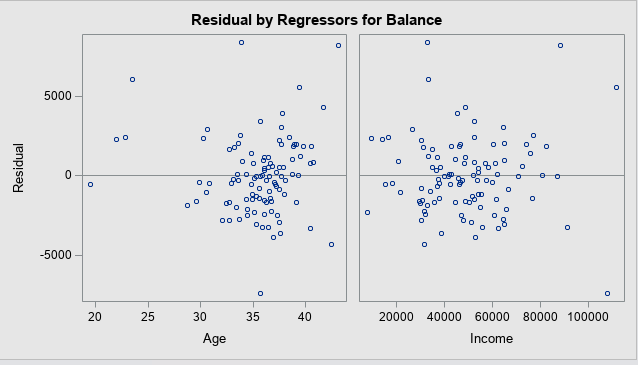 Residual by Regressors for Balance
Residual
5000
0
-5000
20 25 30 35 40
20000 40000 60000 80000 100000
Age
Income